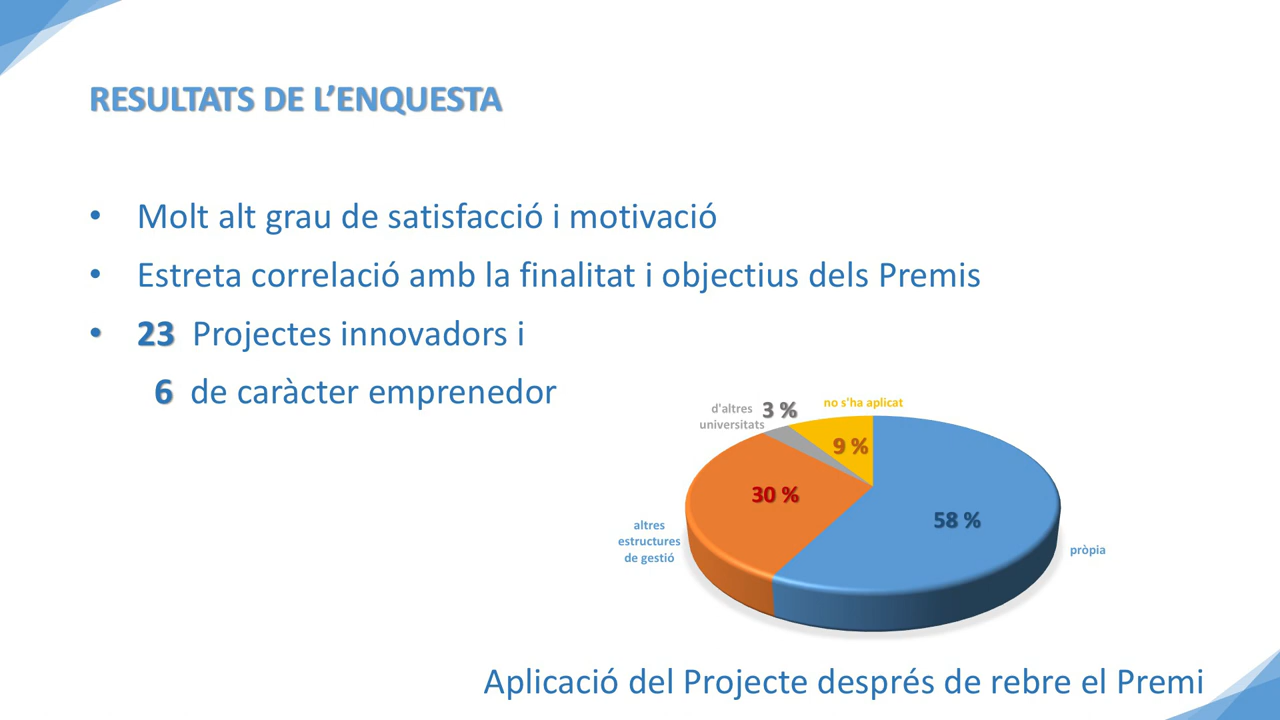 RESULTATS DE L’ENQUESTA
• Molt alt grau de satisfacció i motivació
• Estreta correlació amb la finalitat i objectius dels Premis
• 23 Projectes innovadors i
6 de caràcter emprenedor
d'altres
universitats
3 %
no s'ha aplicat
9 %
30 %
58 %
altres
estructures
de gestió
pròpia
Aplicació del Projecte després de rebre el Premi